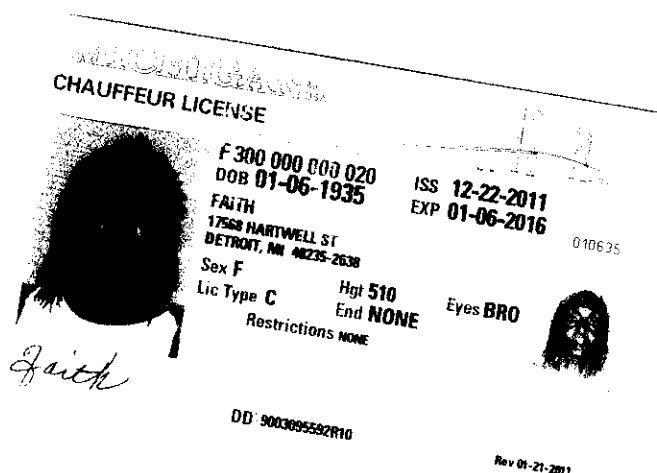 CHAUFFEUR LICENSE
F 300 000 000 020
DOB 01-06-1935
ISS 12-22-2011
EXP 01-06-2016
FAITH
17568 HARTWELL ST
DETROIT, MI 48235-2638
010635
Sex F Hgt 510 Eyes BRO
Lic Type C End NONE
Restrictions NONE
Faith
DD 9003095592R10
Rev 01-21-2011